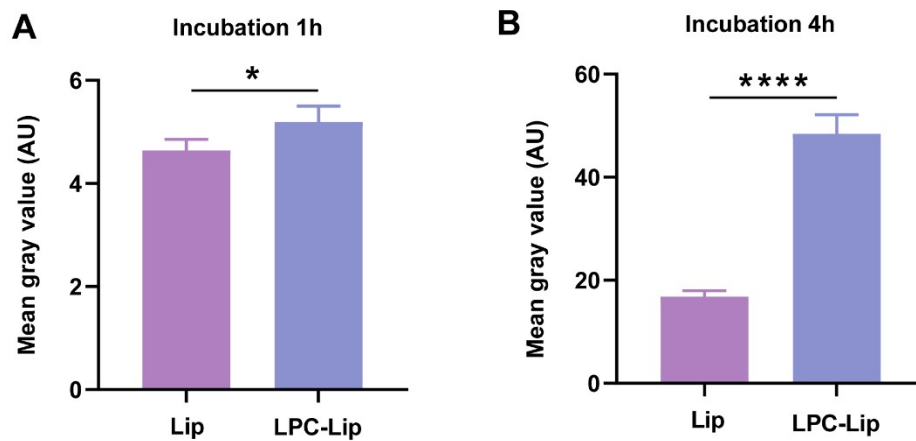 A
Incubation 1h
*
Mean gray value (AU)
6
4
2
0
Lip
LPC-Lip
B
Incubation 4h
****
Mean gray value (AU)
60
40
20
0
Lip
LPC-Lip